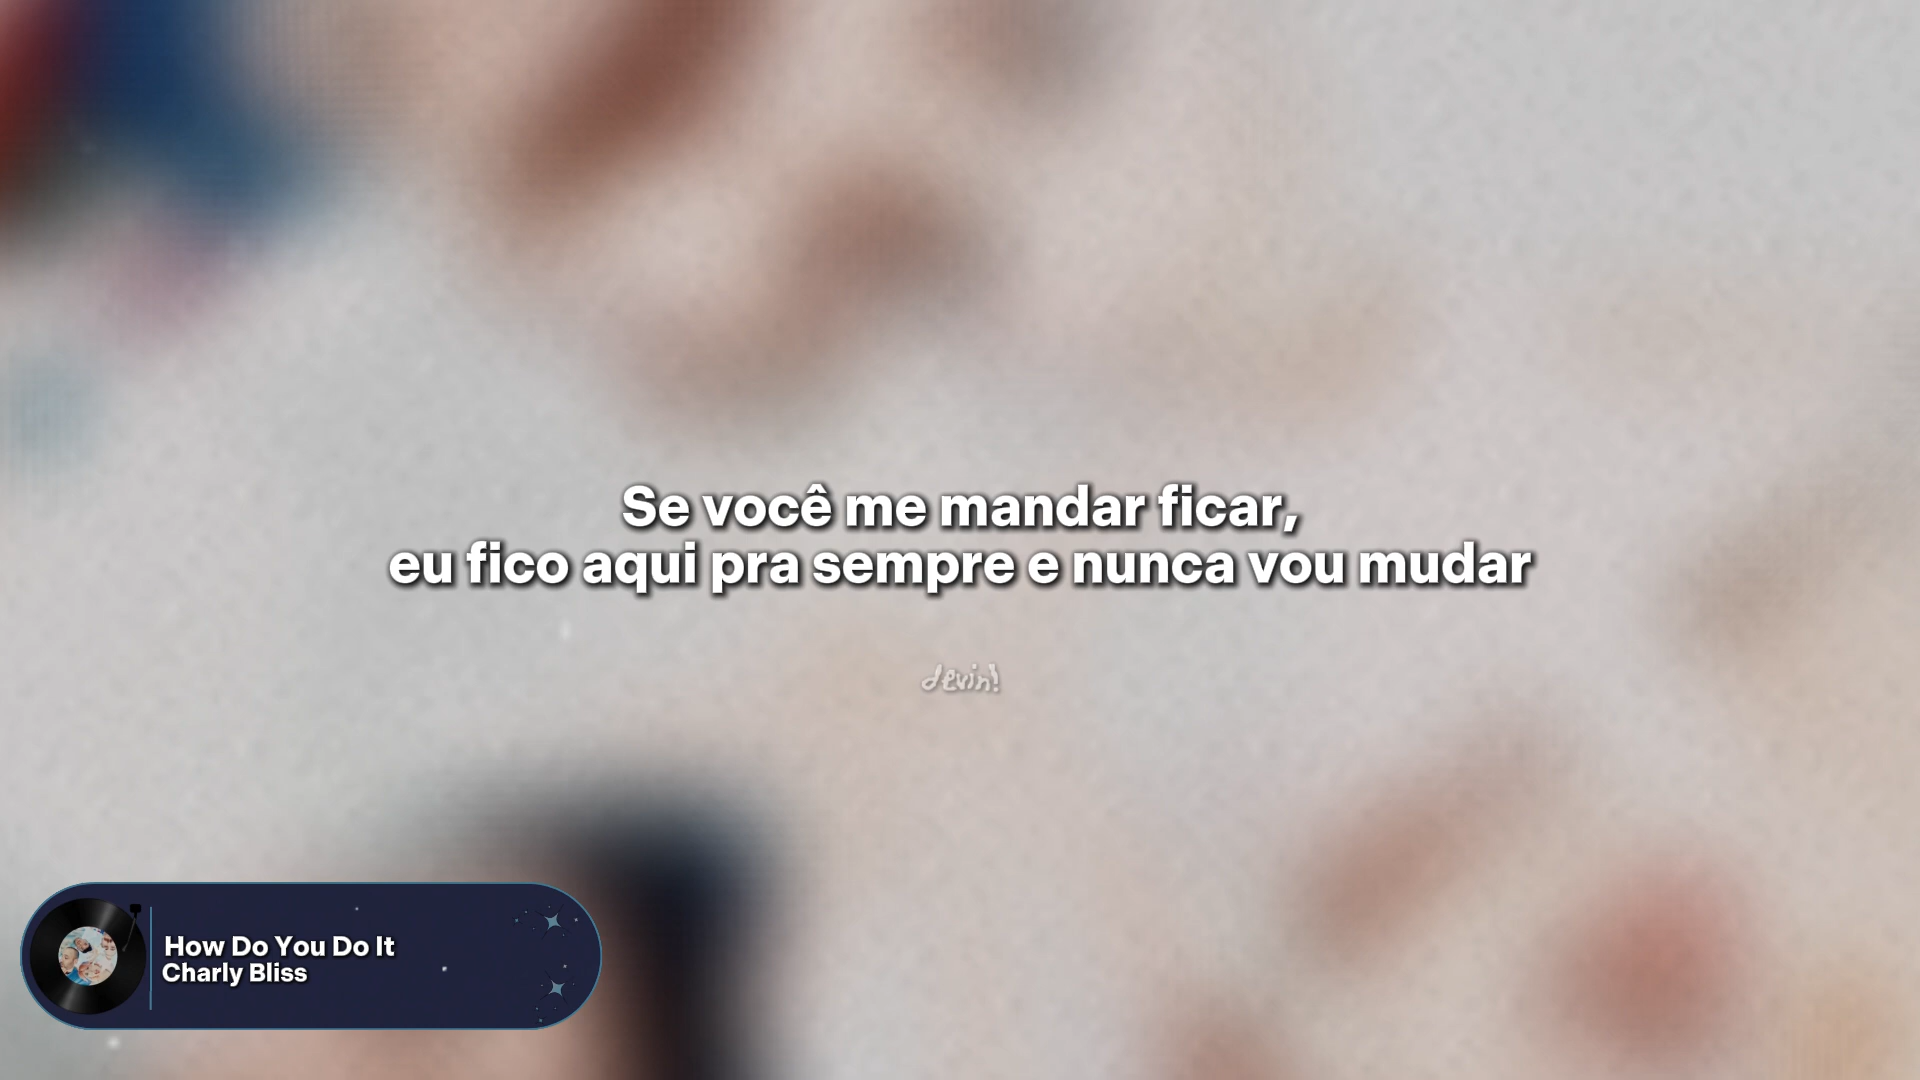 Se você me mandar ficar,
eu fico aqui pra sempre e nunca vou mudar
devin!
How Do You Do It
Charly Bliss